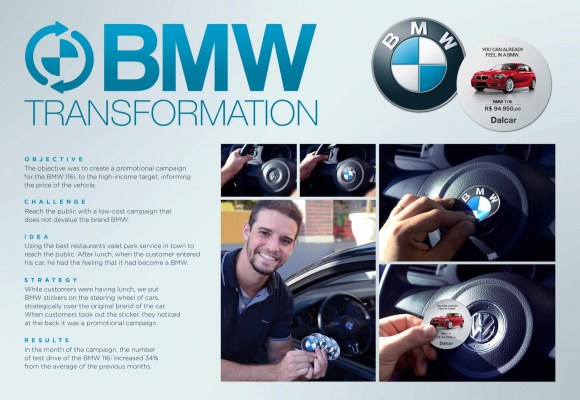 BMW
TRANSFORMATION
BMW
YOU CAN ALREADY
FEEL IN A BMW.
BMW 116i
R$ 94.950,00
Dalcar
OBJECTIVE
The objective was to create a promotional campaign
for the BMW 116i, to the high-income target, informing
the price of the vehicle.
CHALLENGE
Reach the public with a low-cost campaign that
does not devalue the brand BMW.
IDEA
Using the best restaurants valet park service in town to
reach the public. After lunch, when the customer entered
his car, he had the feeling that it had become a BMW.
STRATEGY
While customers were having lunch, we put
BMW stickers on the steering wheel of cars,
strategically over the original brand of the car.
When customers took out the sticker, they noticed
at the back it was a promotional campaign.
RESULTS
In the month of the campaign, the number
of test drive of the BMW 116i increased 34%
from the average of the previous months.
BMW
Dalcar